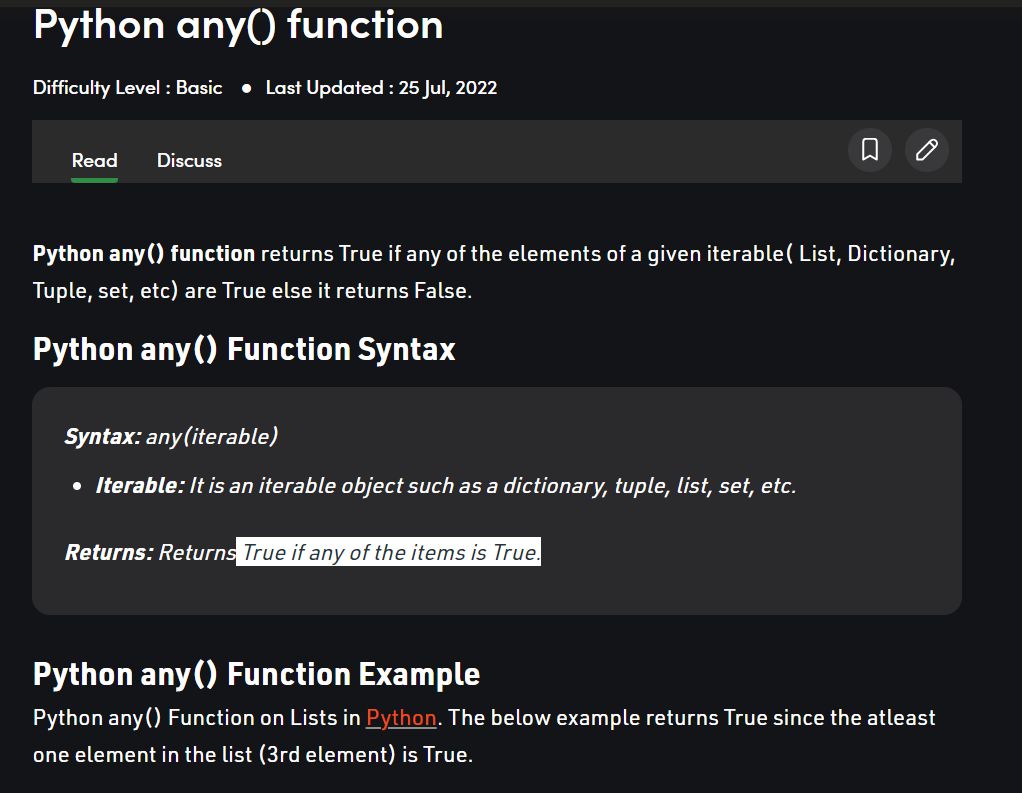 Python any() function
Difficulty Level : Basic ● Last Updated : 25 Jul, 2022
Read Discuss
Python any() function returns True if any of the elements of a given iterable( List, Dictionary,
Tuple, set, etc) are True else it returns False.
Python any() Function Syntax
Syntax: any(iterable)
• Iterable: It is an iterable object such as a dictionary, tuple, list, set, etc.
Returns: Returns True if any of the items is True.
Python any() Function Example
Python any() Function on Lists in Python. The below example returns True since the atleast
one element in the list (3rd element) is True.